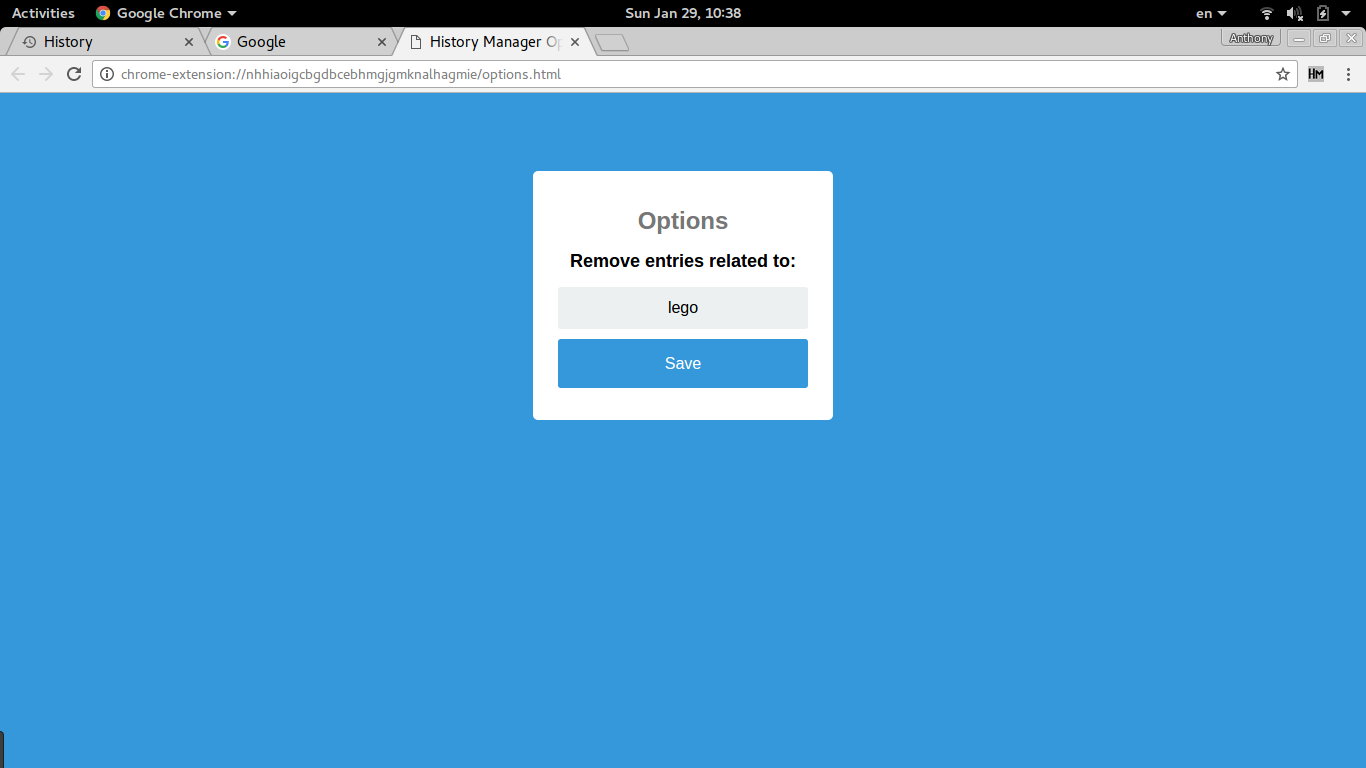 Activities Google Chrome Sun Jan 29, 10:38 en
History Google History Manager Op Anthony
chrome-extension://nhhiaoigcbgdbcebhmgjgmknalhagmie/options.html HM
Options
Remove entries related to:
lego
Save